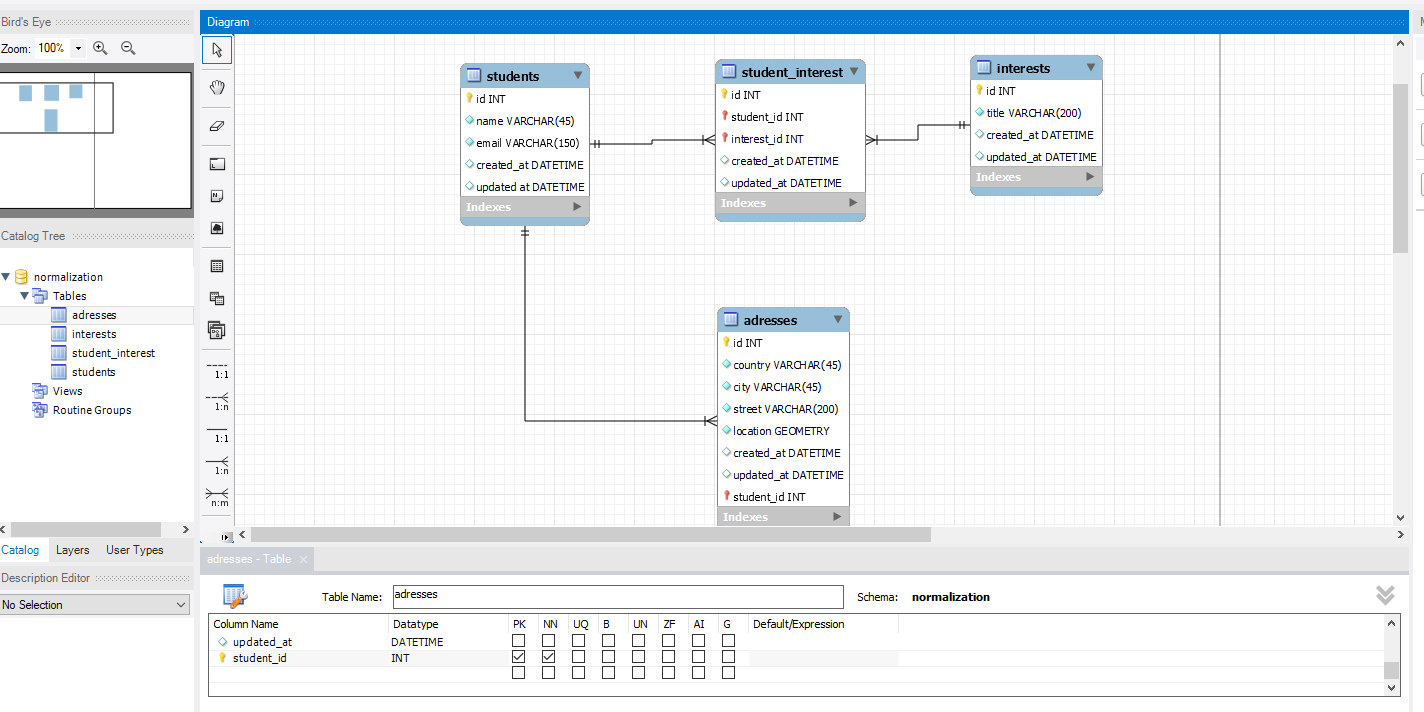 Bird's Eye
Zoom: 100%
Catalog Tree
normalization
Tables
adresses
interests
student_interest
students
Views
Routine Groups
Catalog Layers User Types
Description Editor
No Selection
Diagram
1:1
1:n
1:1
1:n
n:m
students
id INT
name VARCHAR(45)
email VARCHAR(150)
created_at DATETIME
updated at DATETIME
Indexes
student_interest
id INT
student_id INT
interest_id INT
created_at DATETIME
updated_at DATETIME
Indexes
interests
id INT
title VARCHAR(200)
created_at DATETIME
updated_at DATETIME
Indexes
adresses
id INT
country VARCHAR(45)
city VARCHAR(45)
street VARCHAR(200)
location GEOMETRY
created_at DATETIME
updated_at DATETIME
student_id INT
Indexes
adresses - Table
Table Name: adresses Schema: normalization
Column Name Datatype PK NN UQ B UN ZF AI G Default/Expression
updated_at DATETIME
student_id INT